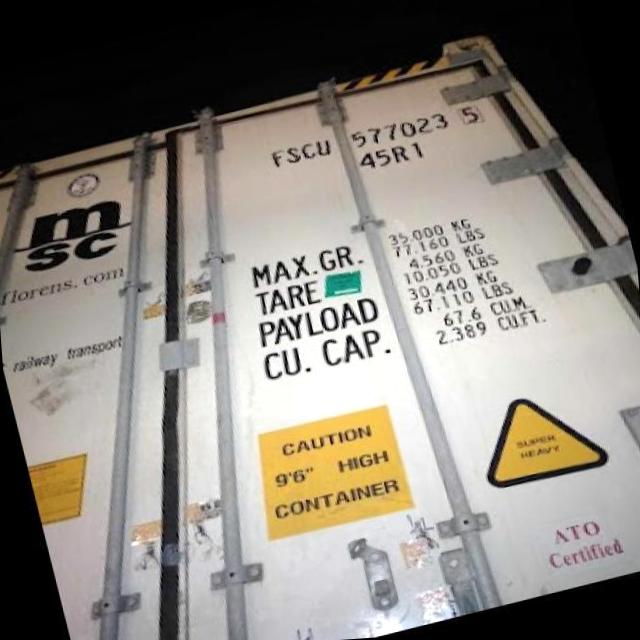 FSCU 577023 5
45R1
msc
florens.com
railway transport
MAX.GR. 35,000 KG
77,160 LBS
TARE 4.560 KG
10.050 LBS
PAYLOAD 30 440 KG
67.110 LBS
CU. CAP. 67.6 CU.M.
2,389 CU.FT.
CAUTION
9'6" HIGH
CONTAINER
SUPER
HEAVY
ATO
Certified